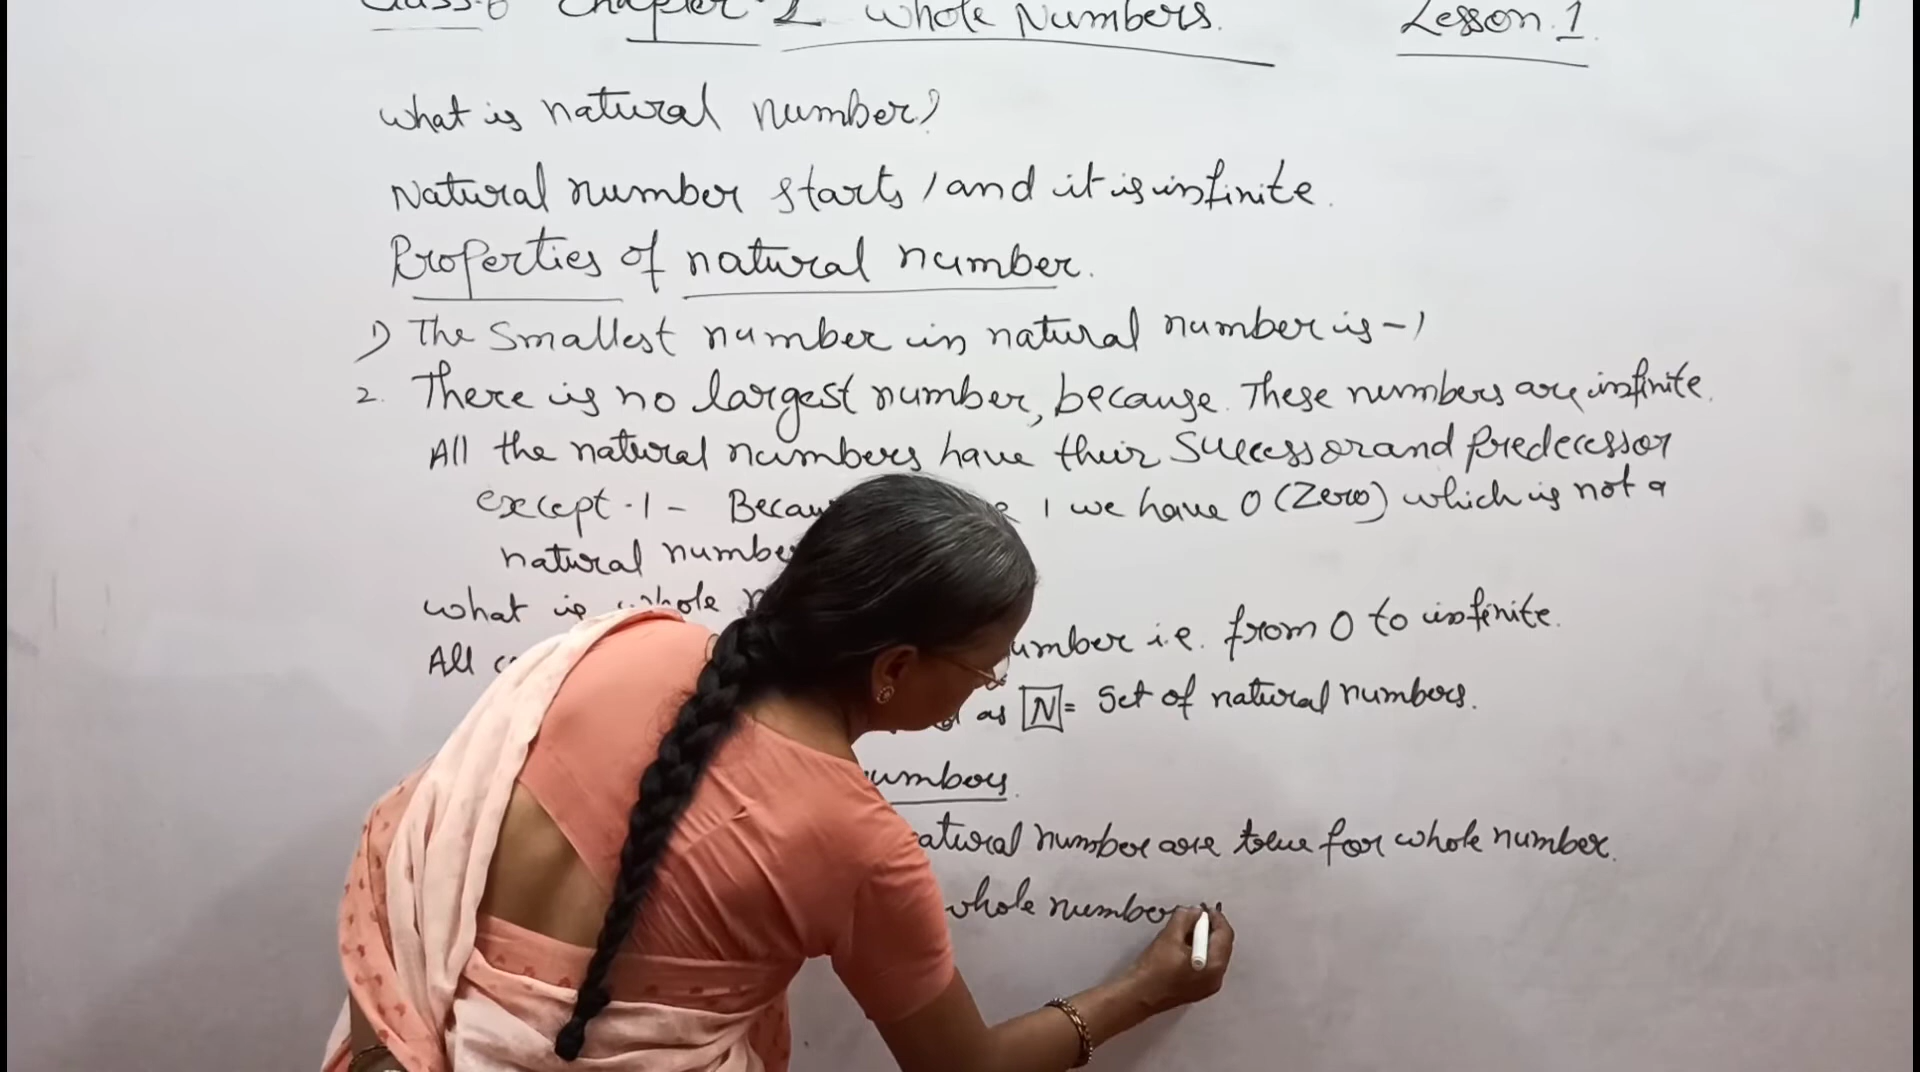 Class-6 Chapter-2 Whole Numbers. Lesson.1.
What is natural number?
Natural number starts 1 and it is infinite.
Properties of natural number.
1) The smallest number in natural number is - 1
2. There is no largest number, because. These numbers are infinite.
All the natural numbers have their Successor and predecessor
except. 1 - 1 we have 0 (Zero) which is not a
natural
what is whole
All umber i.e. from 0 to infinite.
as N = Set of natural numbers.
umbers.
atural number are true for whole number.
whole number